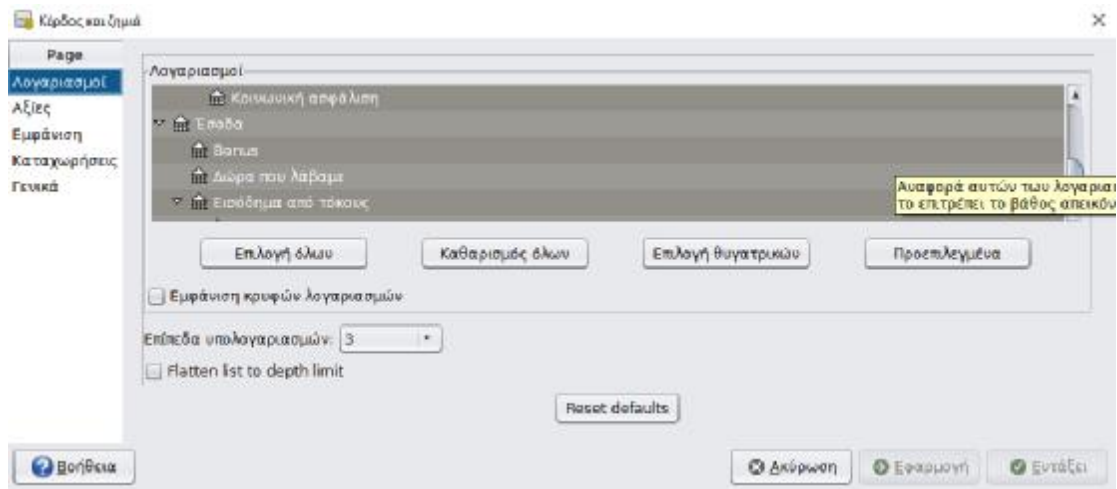 Κέρδος και ζημιά
Page
Λογαριασμοί
Αξίες
Εμφάνιση
Καταχωρήσεις
Γενικά
Λογαριασμοί
Κοινωνική ασφάλιση
Έσοδα
Bonus
Δώρα που λάβαμε
Εισόδημα από τόκους
Αναφορά αυτών των λογαρια
το επιτρέπει το βάθος απεικόν
Επιλογή όλων Καθαρισμός όλων Επιλογή θυγατρικών Προεπιλεγμένα
Εμφάνιση κρυφών λογαριασμών
Επίπεδα υπολογαριασμών: 3
Flatten list to depth limit
Reset defaults
Βοήθεια Ακύρωση Εφαρμογή Εντάξει